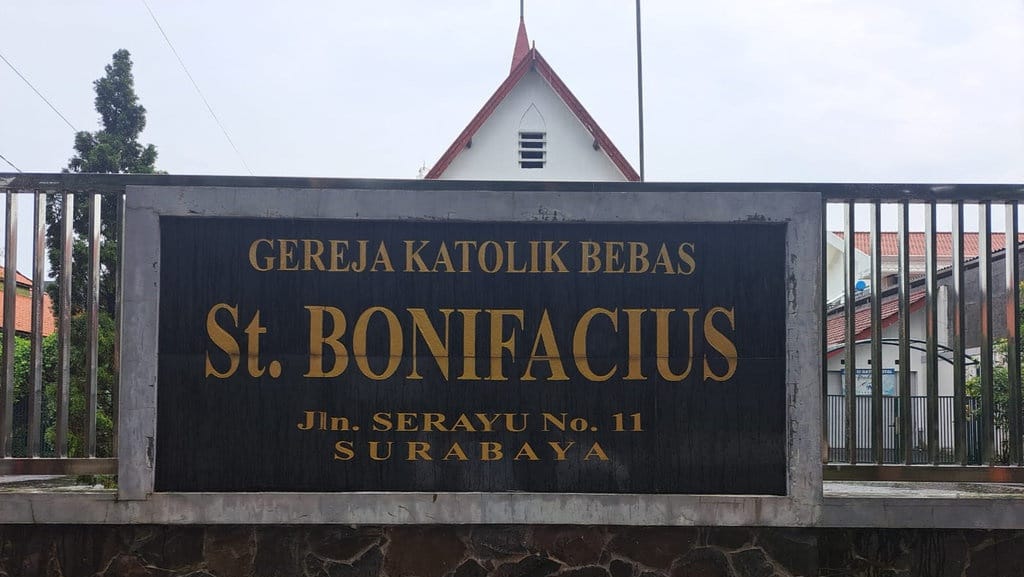 GEREJA KATOLIK BEBAS
St. BONIFACIUS
Jln. SERAYU No. 11
SURABAYA